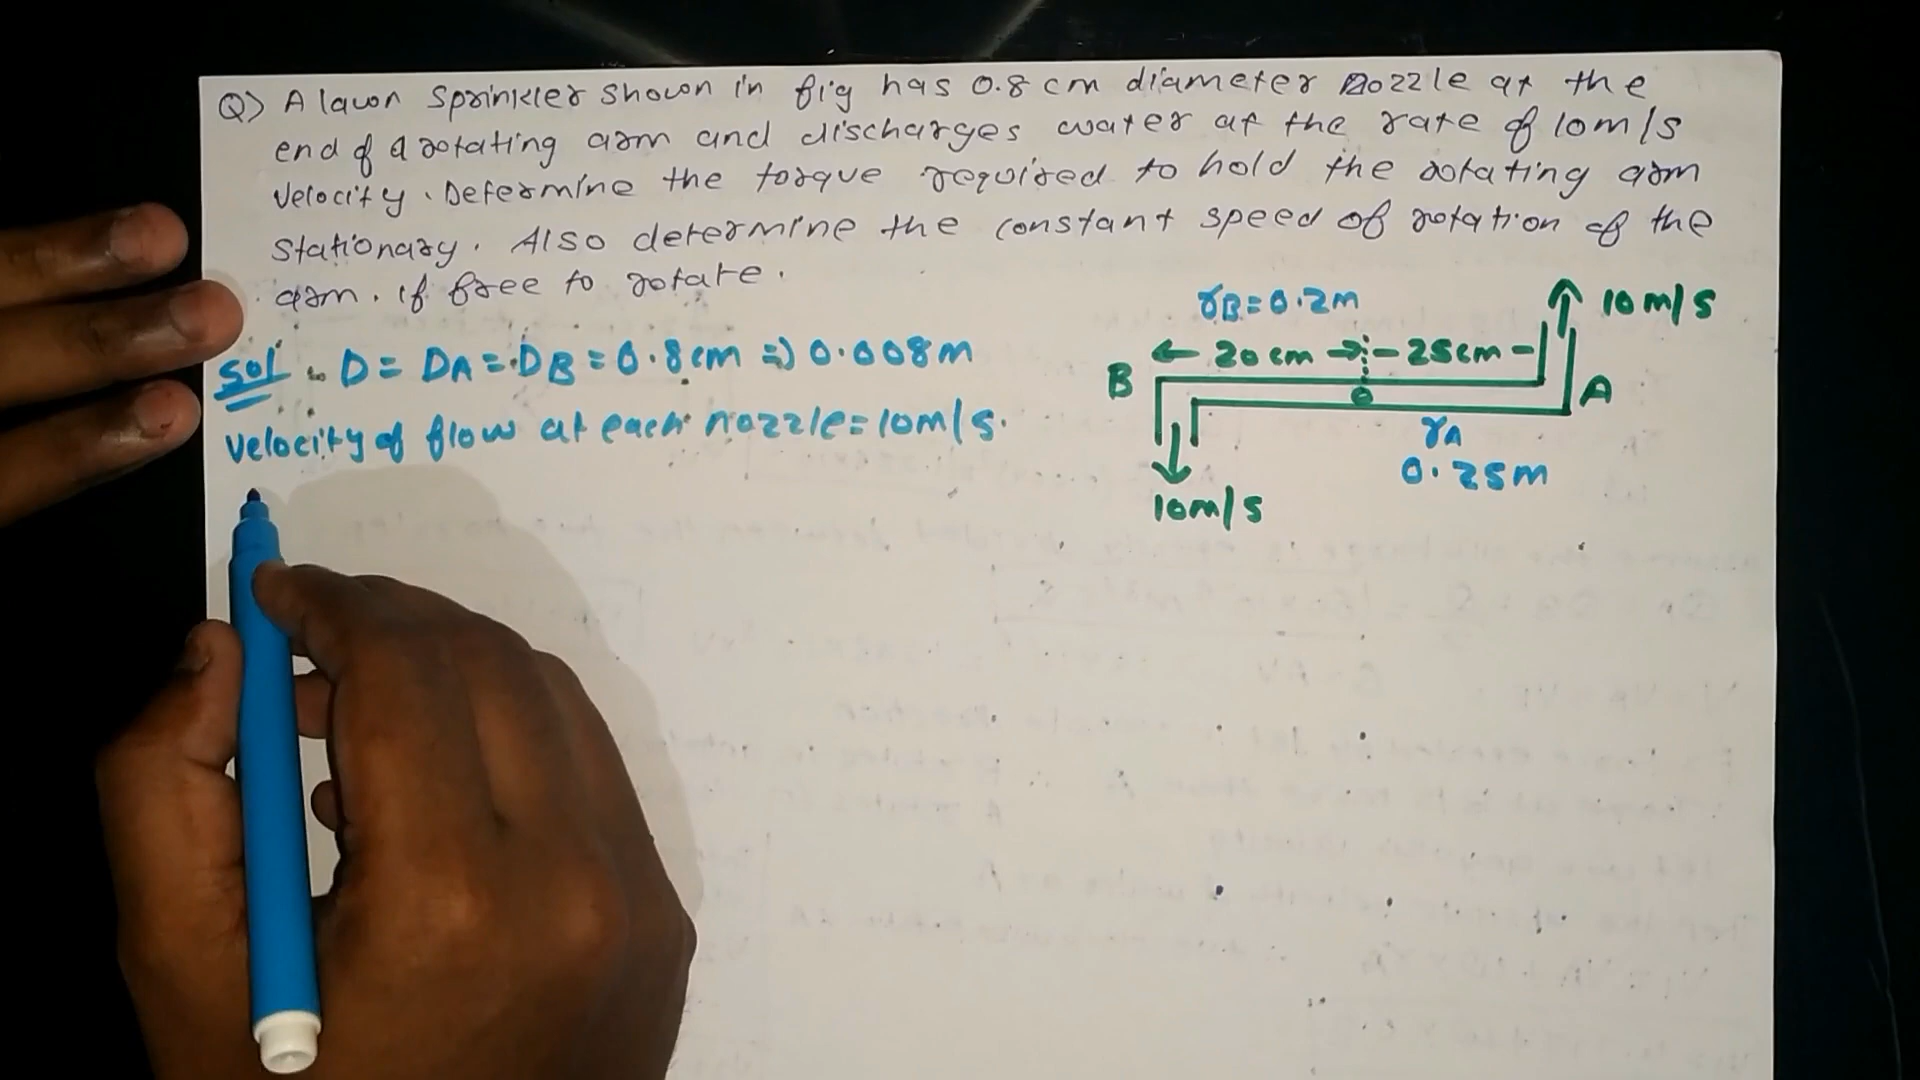 Q) A lawn sprinkler shown in fig has 0.8 cm diameter nozzle at the
end of a rotating arm and discharges water at the rate of 10 m/s
velocity. Determine the torque required to hold the rotating arm
stationary. Also determine the constant speed of rotation of the
arm. if free to rotate.
Sol D = DA = DB = 0.8 cm => 0.008m
velocity of flow at each nozzle = 10m/s.
rB = 0.2m
10 m/s
← 20 cm → – 25cm –
B
A
O
rA
0.25m
10m/s